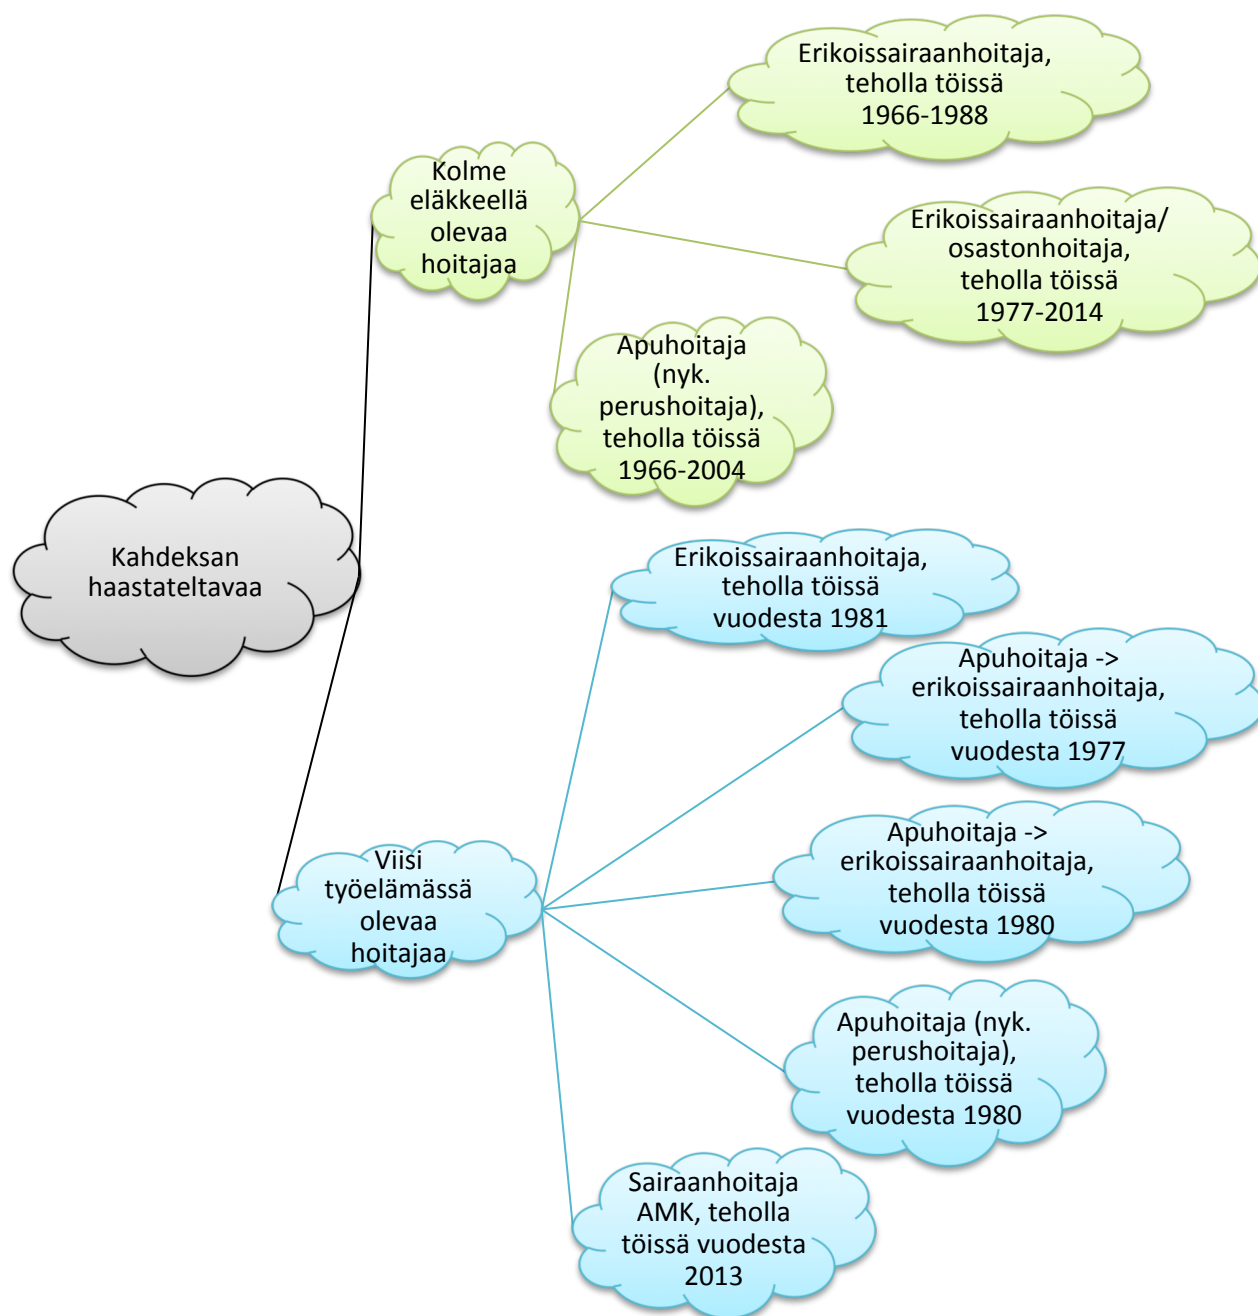 Erikoissairaanhoitaja,
teholla töissä
1966-1988
Kolme
eläkkeellä
olevaa
hoitajaa
Erikoissairaanhoitaja/
osastonhoitaja,
teholla töissä
1977-2014
Apuhoitaja
(nyk.
perushoitaja),
teholla töissä
1966-2004
Kahdeksan
haastateltavaa
Erikoissairaanhoitaja,
teholla töissä
vuodesta 1981
Apuhoitaja ->
erikoissairaanhoitaja,
teholla töissä
vuodesta 1977
Viisi
työelämässä
olevaa
hoitajaa
Apuhoitaja ->
erikoissairaanhoitaja,
teholla töissä
vuodesta 1980
Apuhoitaja (nyk.
perushoitaja),
teholla töissä
vuodesta 1980
Sairaanhoitaja
AMK, teholla
töissä vuodesta
2013